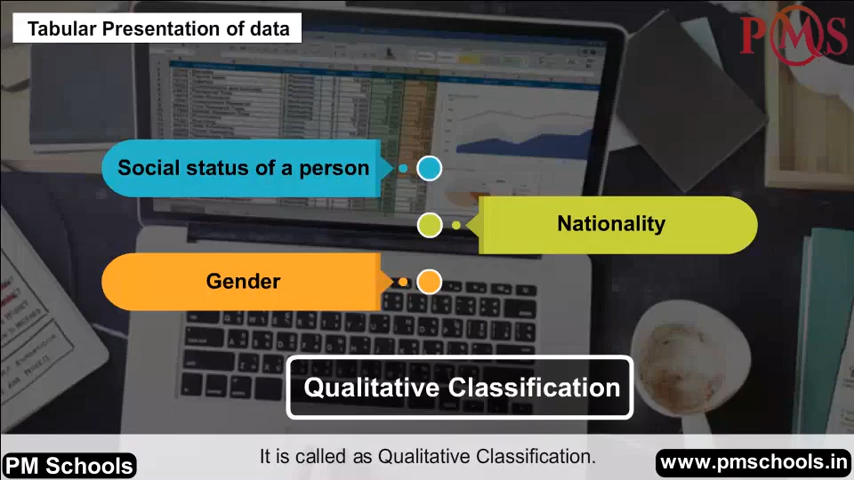 Tabular Presentation of data
PMS
Social status of a person
Nationality
Gender
Qualitative Classification
It is called as Qualitative Classification.
PM Schools
www.pmschools.in